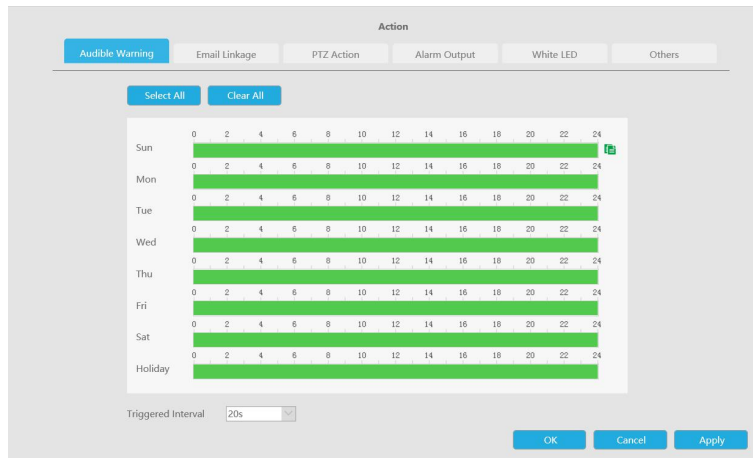 Action
Audible Warning Email Linkage PTZ Action Alarm Output White LED Others
Select All Clear All
0 2 4 6 8 10 12 14 16 18 20 22 24
Sun
0 2 4 6 8 10 12 14 16 18 20 22 24
Mon
0 2 4 6 8 10 12 14 16 18 20 22 24
Tue
0 2 4 6 8 10 12 14 16 18 20 22 24
Wed
0 2 4 6 8 10 12 14 16 18 20 22 24
Thu
0 2 4 6 8 10 12 14 16 18 20 22 24
Fri
0 2 4 6 8 10 12 14 16 18 20 22 24
Sat
0 2 4 6 8 10 12 14 16 18 20 22 24
Holiday
Triggered Interval 20s
OK Cancel Apply